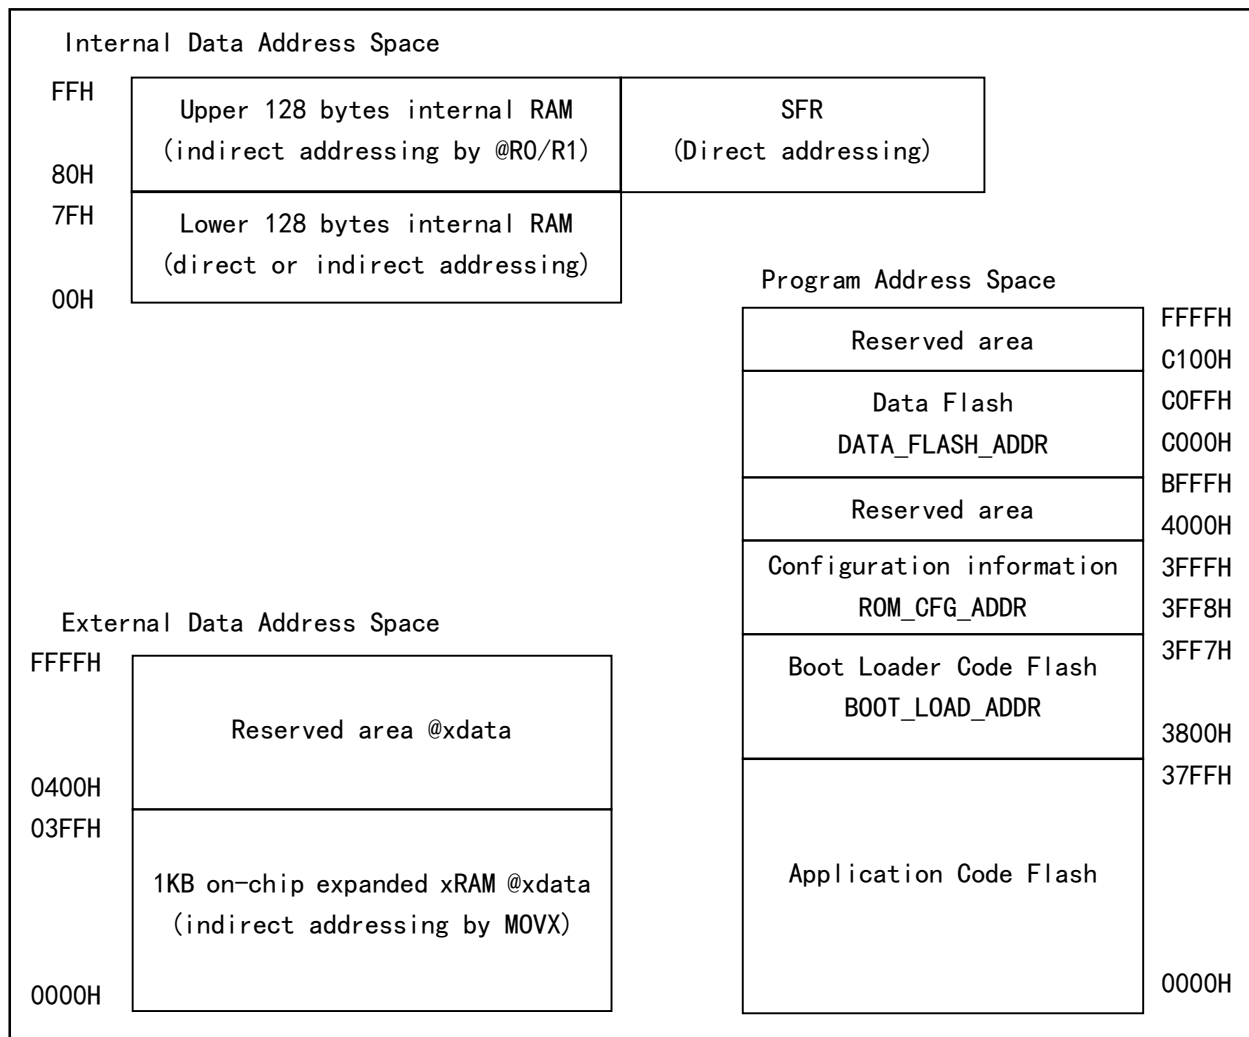 Internal Data Address Space
FFH
Upper 128 bytes internal RAM
(indirect addressing by @R0/R1)
80H
SFR
(Direct addressing)
7FH
Lower 128 bytes internal RAM
(direct or indirect addressing)
00H
Program Address Space
Reserved area
FFFFH
C100H
Data Flash
DATA_FLASH_ADDR
C0FFH
C000H
Reserved area
BFFFH
4000H
Configuration information
ROM_CFG_ADDR
3FFFH
3FF8H
Boot Loader Code Flash
BOOT_LOAD_ADDR
3FF7H
3800H
Application Code Flash
37FFH
0000H
External Data Address Space
FFFFH
Reserved area @xdata
0400H
03FFH
1KB on-chip expanded xRAM @xdata
(indirect addressing by MOVX)
0000H